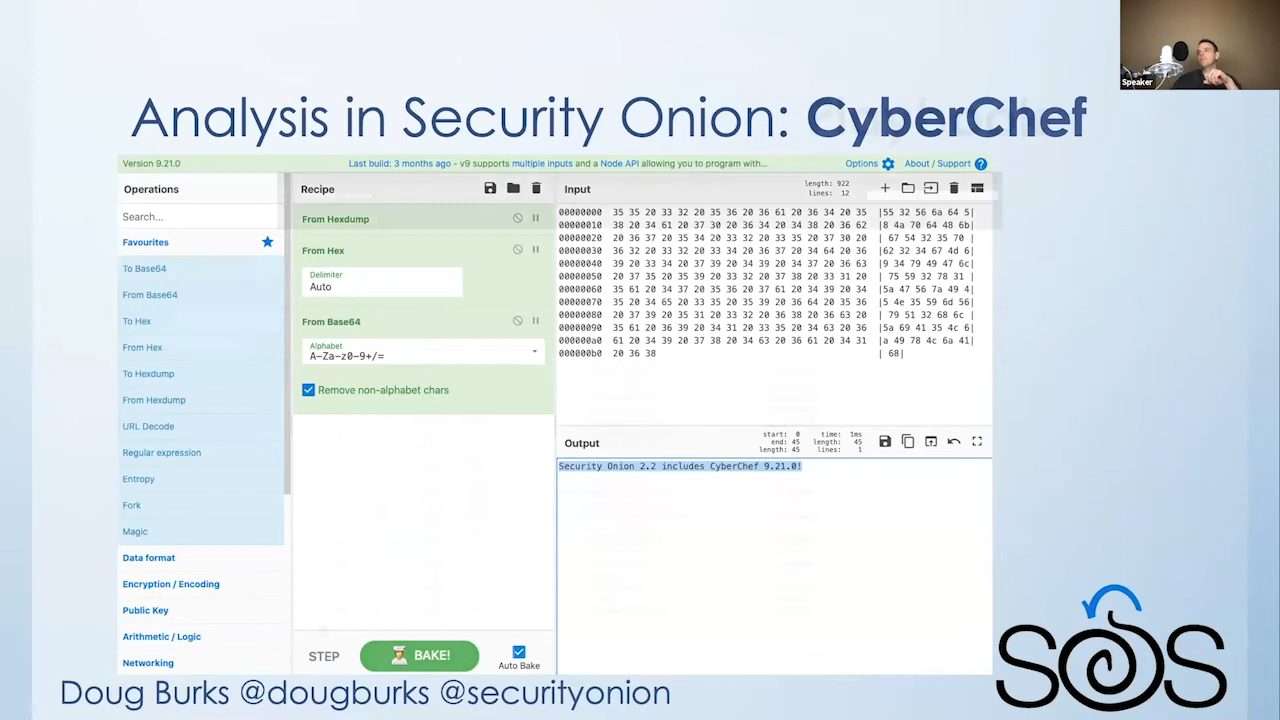 Speaker
Analysis in Security Onion: CyberChef
Version 9.21.0
Last build: 3 months ago - v9 supports multiple inputs and a Node API allowing you to program with...
Options
About / Support
Operations
Search...
Favourites
To Base64
From Base64
To Hex
From Hex
To Hexdump
From Hexdump
URL Decode
Regular expression
Entropy
Fork
Magic
Data format
Encryption / Encoding
Public Key
Arithmetic / Logic
Networking
Recipe
From Hexdump
From Hex
Delimiter
Auto
From Base64
Alphabet
A-Za-z0-9+/=
Remove non-alphabet chars
STEP
BAKE!
Auto Bake
Input
length: 922
lines: 12
00000000 35 35 20 33 32 20 35 36 20 36 61 20 36 34 20 35 |55 32 56 6a 64 5|
00000010 38 20 34 61 20 37 30 20 36 34 20 34 38 20 36 62 |8 4a 70 64 48 6b|
00000020 20 36 37 20 35 34 20 33 32 20 33 35 20 37 30 20 | 67 54 32 35 70 |
00000030 36 32 20 33 32 20 33 34 20 36 37 20 34 64 20 36 |62 32 34 67 4d 6|
00000040 39 20 33 34 20 37 39 20 34 39 20 34 37 20 36 63 |9 34 79 49 47 6c|
00000050 20 37 35 20 35 39 20 33 32 20 37 38 20 33 31 20 | 75 59 32 78 31 |
00000060 35 61 20 34 37 20 35 36 20 37 61 20 34 39 20 34 |5a 47 56 7a 49 4|
00000070 35 20 34 65 20 33 35 20 35 39 20 36 64 20 35 36 |5 4e 35 59 6d 56|
00000080 20 37 39 20 35 31 20 33 32 20 36 38 20 36 63 20 | 79 51 32 68 6c |
00000090 35 61 20 36 39 20 34 31 20 33 35 20 34 63 20 36 |5a 69 41 35 4c 6|
000000a0 61 20 34 39 20 37 38 20 34 63 20 36 61 20 34 31 |a 49 78 4c 6a 41|
000000b0 20 36 38 | 68|
Output
start: 0
end: 45
length: 45
time: 1ms
length: 45
lines: 1
Security Onion 2.2 includes CyberChef 9.21.0!
Doug Burks @dougburks @securityonion
SOS